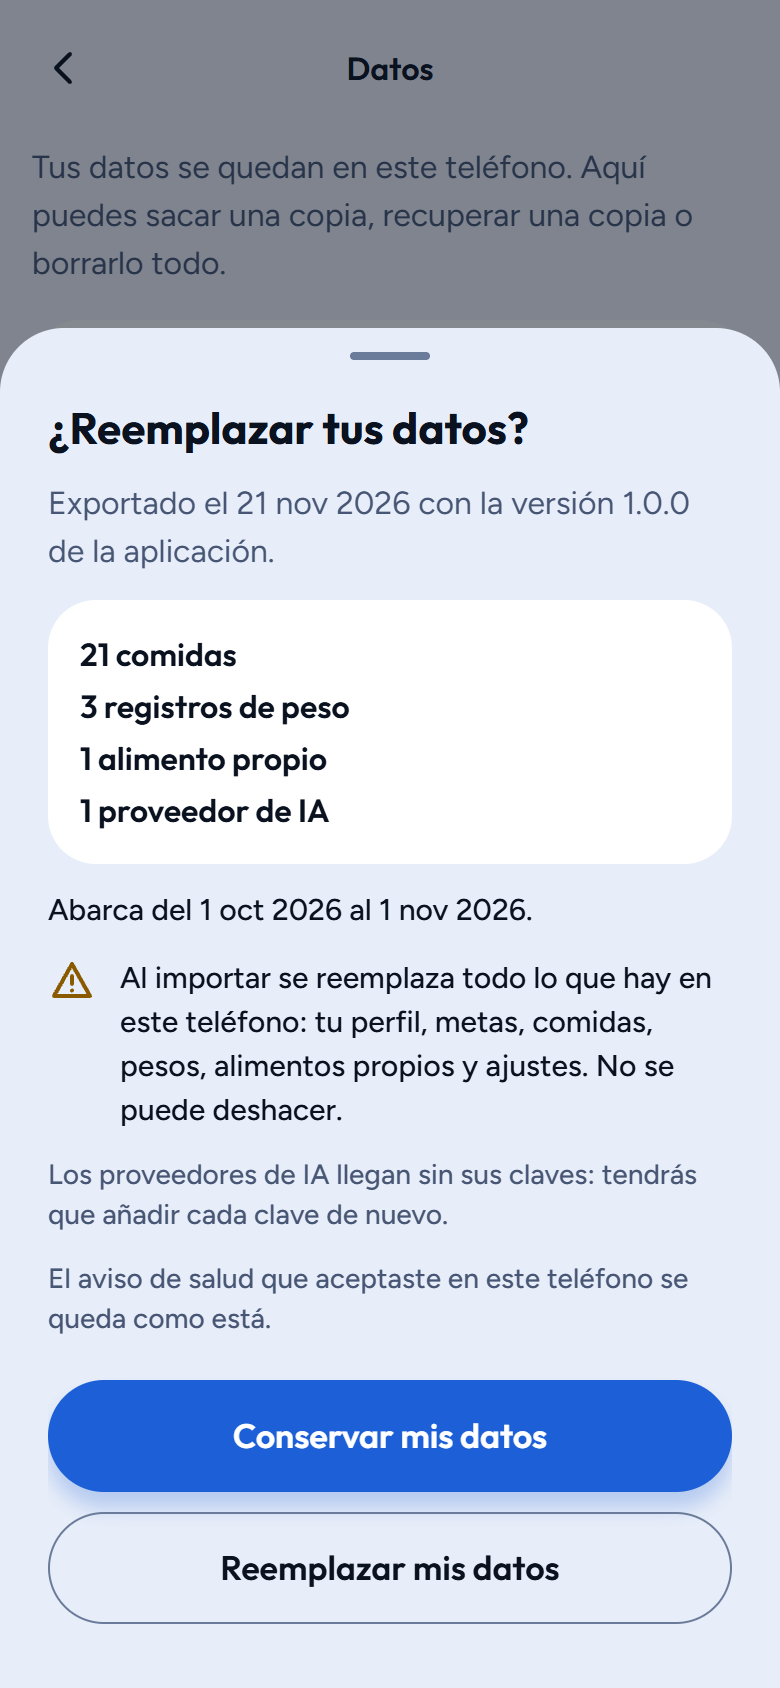 Datos
Tus datos se quedan en este teléfono. Aquí
puedes sacar una copia, recuperar una copia o
borrarlo todo.
¿Reemplazar tus datos?
Exportado el 21 nov 2026 con la versión 1.0.0
de la aplicación.
21 comidas
3 registros de peso
1 alimento propio
1 proveedor de IA
Abarca del 1 oct 2026 al 1 nov 2026.
Al importar se reemplaza todo lo que hay en
este teléfono: tu perfil, metas, comidas,
pesos, alimentos propios y ajustes. No se
puede deshacer.
Los proveedores de IA llegan sin sus claves: tendrás
que añadir cada clave de nuevo.
El aviso de salud que aceptaste en este teléfono se
queda como está.
Conservar mis datos
Reemplazar mis datos